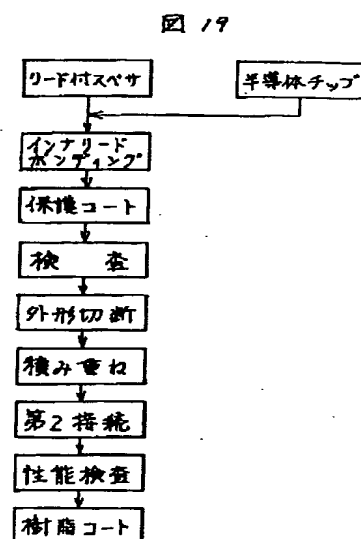 図 19
リード付スペサ
半導体チップ
インナリード
ボンディング
保護コート
検 査
外形切断
積み重ね
第2接続
性能検査
樹脂コート